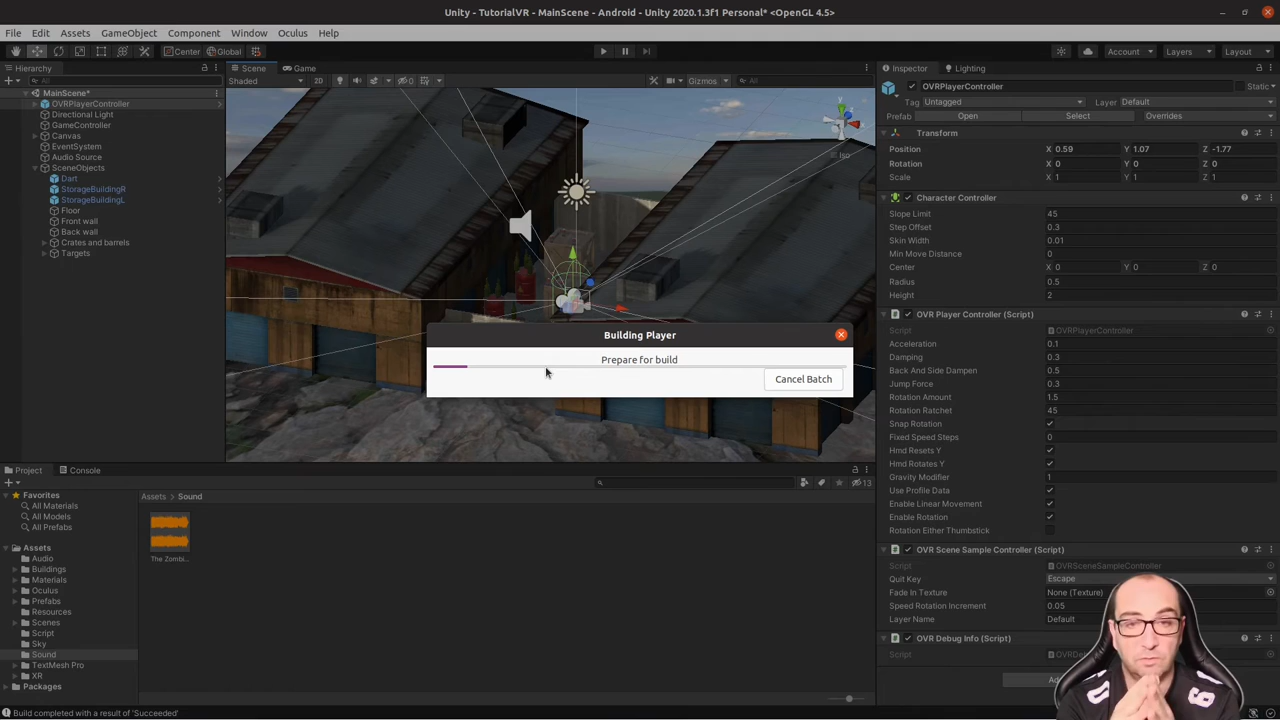 Unity - TutorialVR - MainScene - Android - Unity 2020.1.3f1 Personal* <OpenGL 4.5>
File Edit Assets GameObject Component Window Oculus Help
Center Global Account Layers Layout
Hierarchy Scene Game Inspector Lighting
All Shaded 2D 0 Gizmos All
OVRPlayerController Static
MainScene*
OVRPlayerController
Directional Light
GameController
Canvas
EventSystem
Audio Source
SceneObjects
Dart
StorageBuildingR
StorageBuildingL
Floor
Front wall
Back wall
Crates and barrels
Targets
y
Iso
Tag Untagged Layer Default
Prefab Open Select Overrides
Transform
Position X 0.59 Y 1.07 Z -1.77
Rotation X 0 Y 0 Z 0
Scale X 1 Y 1 Z 1
Character Controller
Slope Limit 45
Step Offset 0.3
Skin Width 0.01
Min Move Distance 0
Center X 0 Y 0 Z 0
Radius 0.5
Height 2
OVR Player Controller (Script)
Script OVRPlayerController
Acceleration 0.1
Damping 0.3
Back And Side Dampen 0.5
Jump Force 0.3
Rotation Amount 1.5
Rotation Ratchet 45
Snap Rotation
Fixed Speed Steps 0
Hmd Resets Y
Hmd Rotates Y
Gravity Modifier 1
Use Profile Data
Enable Linear Movement
Enable Rotation
Rotation Either Thumbstick
OVR Scene Sample Controller (Script)
Script OVRSceneSampleController
Quit Key Escape
Fade In Texture None (Texture)
Speed Rotation Increment 0.05
Layer Name Default
OVR Debug Info (Script)
Script
Building Player
Prepare for build
Cancel Batch
Project Console
13
Favorites
All Materials
All Models
All Prefabs
Assets
Audio
Buildings
Materials
Oculus
Prefabs
Resources
Scenes
Script
Sky
Sound
TextMesh Pro
XR
Packages
Assets > Sound
The Zombi...
Build completed with a result of 'Succeeded'